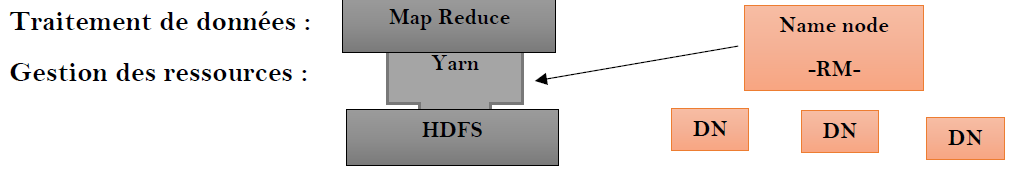 Traitement de données :
Map Reduce
Name node
-RM-
Gestion des ressources :
Yarn
HDFS
DN
DN
DN